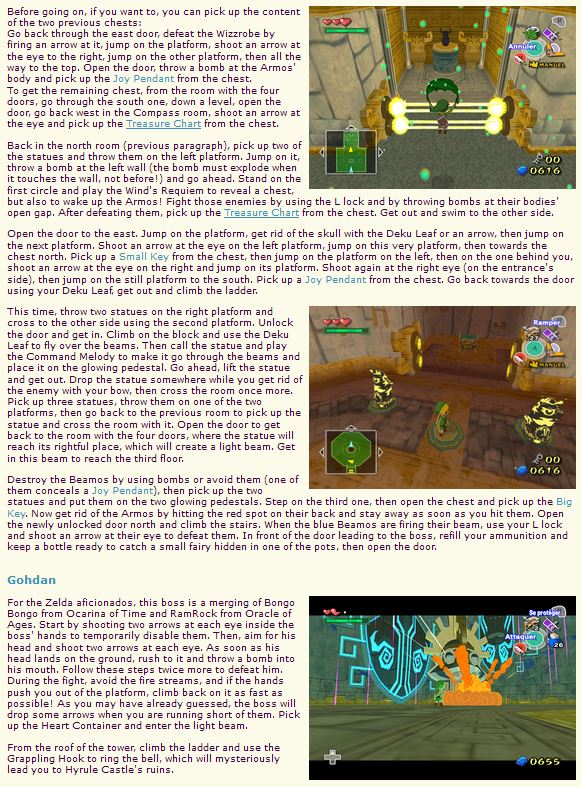 Before going on, if you want to, you can pick up the content
of the two previous chests:
Go back through the east door, defeat the Wizzrobe by
firing an arrow at it, jump on the platform, shoot an arrow at
the eye to the right, jump on the other platform, then all the
way to the top. Open the door, throw a bomb at the Armos'
body and pick up the Joy Pendant from the chest.
To get the remaining chest, from the room with the four
doors, go through the south one, down a level, open the
door, go back west in the Compass room, shoot an arrow at
the eye and pick up the Treasure Chart from the chest.
Annuler
MANUEL
00
0616
Back in the north room (previous paragraph), pick up two of
the statues and throw them on the left platform. Jump on it,
throw a bomb at the left wall (the bomb must explode when
it touches the wall, not before!) and go ahead. Stand on the
first circle and play the Wind's Requiem to reveal a chest,
but also to wake up the Armos! Fight those enemies by using the L lock and by throwing bombs at their bodies'
open gap. After defeating them, pick up the Treasure Chart from the chest. Get out and swim to the other side.
Open the door to the east. Jump on the platform, get rid of the skull with the Deku Leaf or an arrow, then jump on
the next platform. Shoot an arrow at the eye on the left platform, jump on this very platform, then towards the
chest north. Pick up a Small Key from the chest, then jump on the platform on the left, then on the one behind you,
shoot an arrow at the eye on the right and jump on its platform. Shoot again at the right eye (on the entrance's
side), then jump on the still platform to the south. Pick up a Joy Pendant from the chest. Go back towards the door
using your Deku Leaf, get out and climb the ladder.
This time, throw two statues on the right platform and
cross to the other side using the second platform. Unlock
the door and get in. Climb on the block and use the Deku
Leaf to fly over the beams. Then call the statue and play
the Command Melody to make it go through the beams and
place it on the glowing pedestal. Go ahead, lift the statue
and get out. Drop the statue somewhere while you get rid of
the enemy with your bow, then cross the room once more.
Pick up three statues, throw them on one of the two
platforms, then go back to the previous room to pick up the
statue and cross the room with it. Open the door to get
back to the room with the four doors, where the statue will
reach its rightful place, which will create a light beam. Get
in this beam to reach the third floor.
Ramper
27
MANUEL
00
0616
Destroy the Beamos by using bombs or avoid them (one of
them conceals a Joy Pendant), then pick up the two
statues and put them on the two glowing pedestals. Step on the third one, then open the chest and pick up the Big
Key. Now get rid of the Armos by hitting the red spot on their back and stay away as soon as you hit them. Open
the newly unlocked door north and climb the stairs. When the blue Beamos are firing their beam, use your L lock
and shoot an arrow at their eye to defeat them. In front of the door leading to the boss, refill your ammunition and
keep a bottle ready to catch a small fairy hidden in one of the pots, then open the door.
Gohdan
For the Zelda aficionados, this boss is a merging of Bongo
Bongo from Ocarina of Time and RamRock from Oracle of
Ages. Start by shooting two arrows at each eye inside the
boss' hands to temporarily disable them. Then, aim for his
head and shoot two arrows at each eye. As soon as his
head lands on the ground, rush to it and throw a bomb into
his mouth. Follow these steps twice more to defeat him.
During the fight, avoid the fire streams, and if the hands
push you out of the platform, climb back on it as fast as
possible! As you may have already guessed, the boss will
drop some arrows when you are running short of them. Pick
up the Heart Container and enter the light beam.
Se protéger
Attaquer
26
0655
From the roof of the tower, climb the ladder and use the
Grappling Hook to ring the bell, which will mysteriously
lead you to Hyrule Castle's ruins.